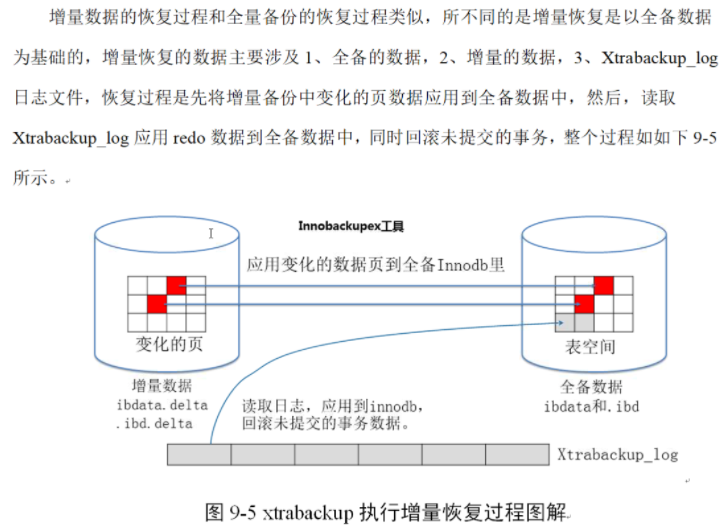 增量数据的恢复过程和全量备份的恢复过程类似，所不同的是增量恢复是以全备数据
为基础的，增量恢复的数据主要涉及 1、全备的数据，2、增量的数据，3、Xtrabackup_log
日志文件，恢复过程是先将增量备份中变化的页数据应用到全备数据中，然后，读取
Xtrabackup_log 应用 redo 数据到全备数据中，同时回滚未提交的事务，整个过程如如下 9-5
所示。
Innobackupex工具
应用变化的数据页到全备Innodb里
变化的页
表空间
增量数据
ibdata.delta
.ibd.delta
全备数据
ibdata和.ibd
读取日志，应用到innodb，
回滚未提交的事务数据。
Xtrabackup_log
图 9-5 xtrabackup 执行增量恢复过程图解